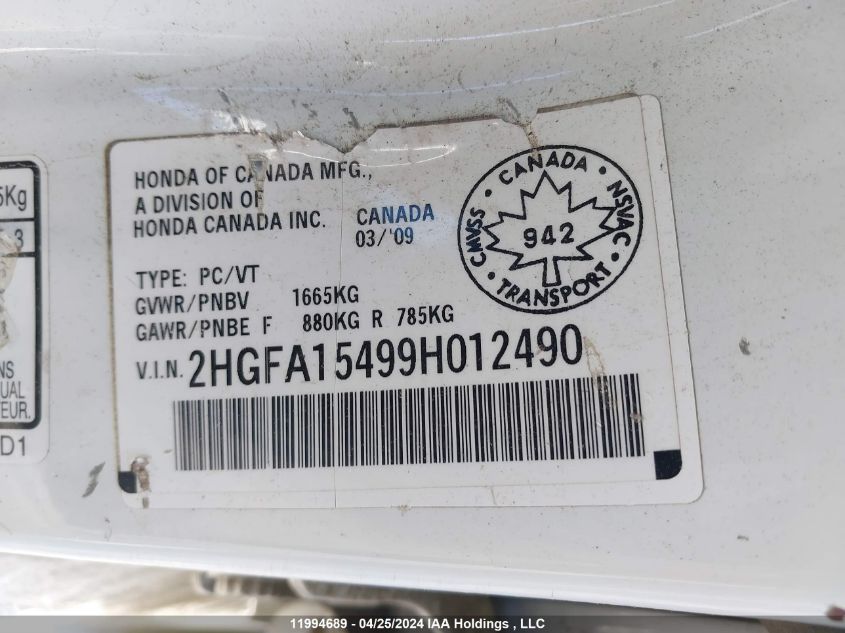 HONDA OF CANADA MFG.,
A DIVISION OF
HONDA CANADA INC.
CANADA
03/'09
TYPE: PC/VT
GVWR/PNBV 1665KG
GAWR/PNBE F 880KG R 785KG
V.I.N. 2HGFA15499H012490
CANADA
NSVAC
TRANSPORT
CMVSS
942
5Kg
3
NS
UAL
TEUR.
D1
11994689 - 04/25/2024 IAA Holdings , LLC